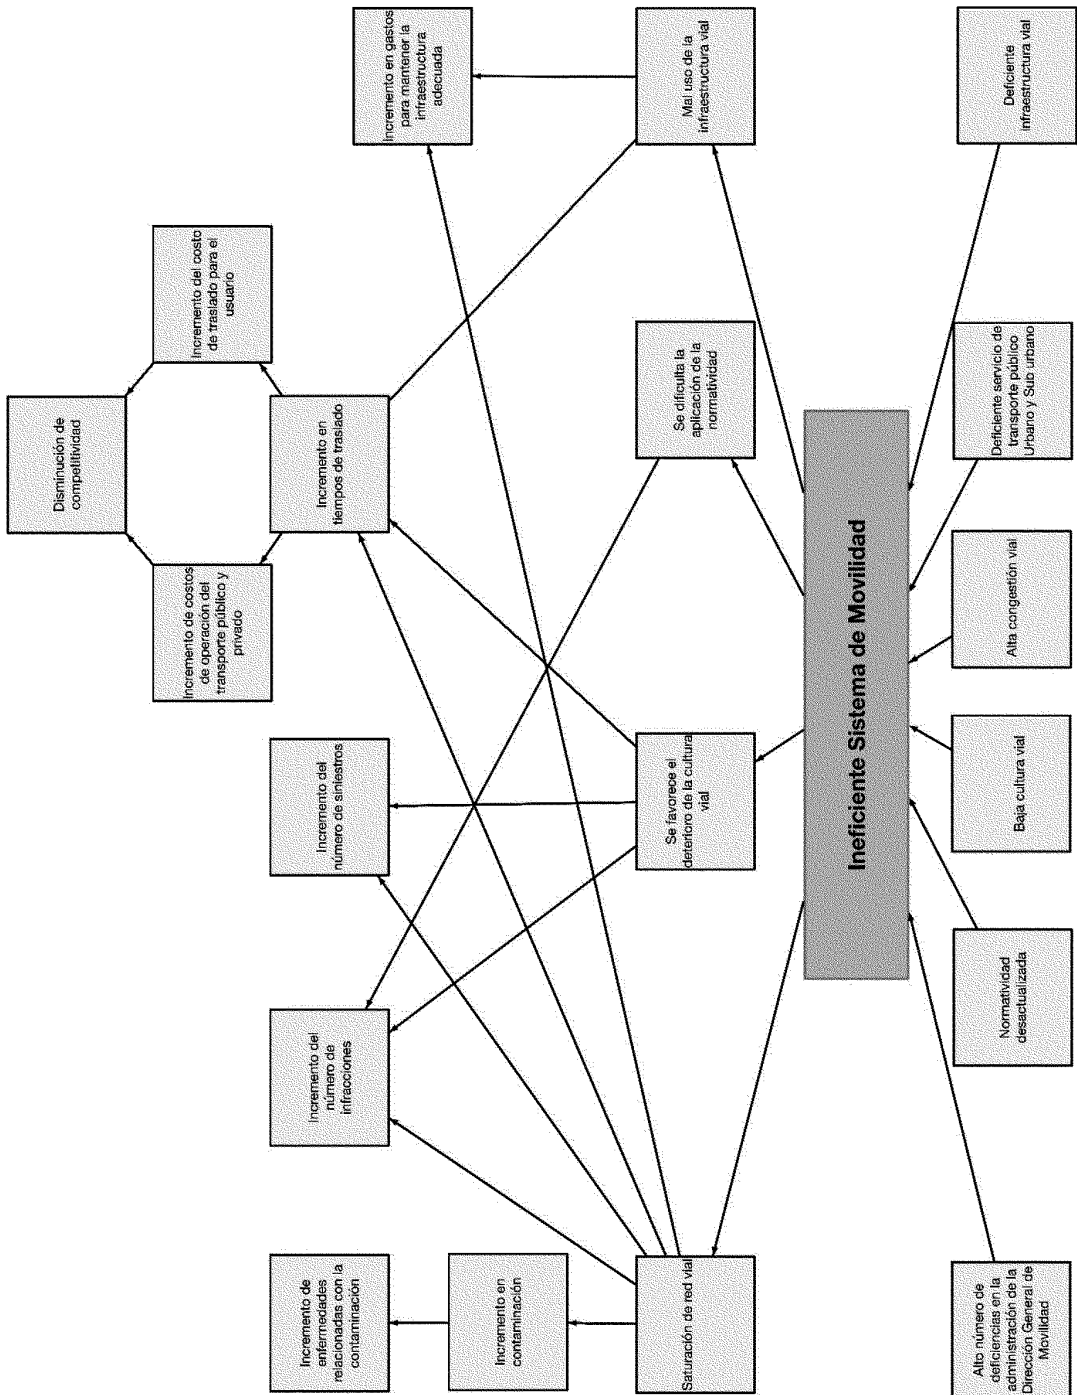 Disminución de
competitividad
Incremento de costos
de operación del
transporte público y
privado
Incremento del costo
de traslado para el
usuario
Incremento de
enfermedades
relacionadas con la
contaminación
Incremento del
número de
infracciones
Incremento del
número de siniestros
Incremento en
tiempos de traslado
Incremento en gastos
para mantener la
infraestructura
adecuada
Incremento en
contaminación
Saturación de red vial
Se favorece el
deterioro de la cultura
vial
Se dificulta la
aplicación de la
normatividad
Mal uso de la
infraestructura vial
Ineficiente Sistema de Movilidad
Alto número de
deficiencias en la
administración de la
Dirección General de
Movilidad
Normatividad
desactualizada
Baja cultura vial
Alta congestión vial
Deficiente servicio de
transporte público
Urbano y Sub urbano
Deficiente
infraestructura vial